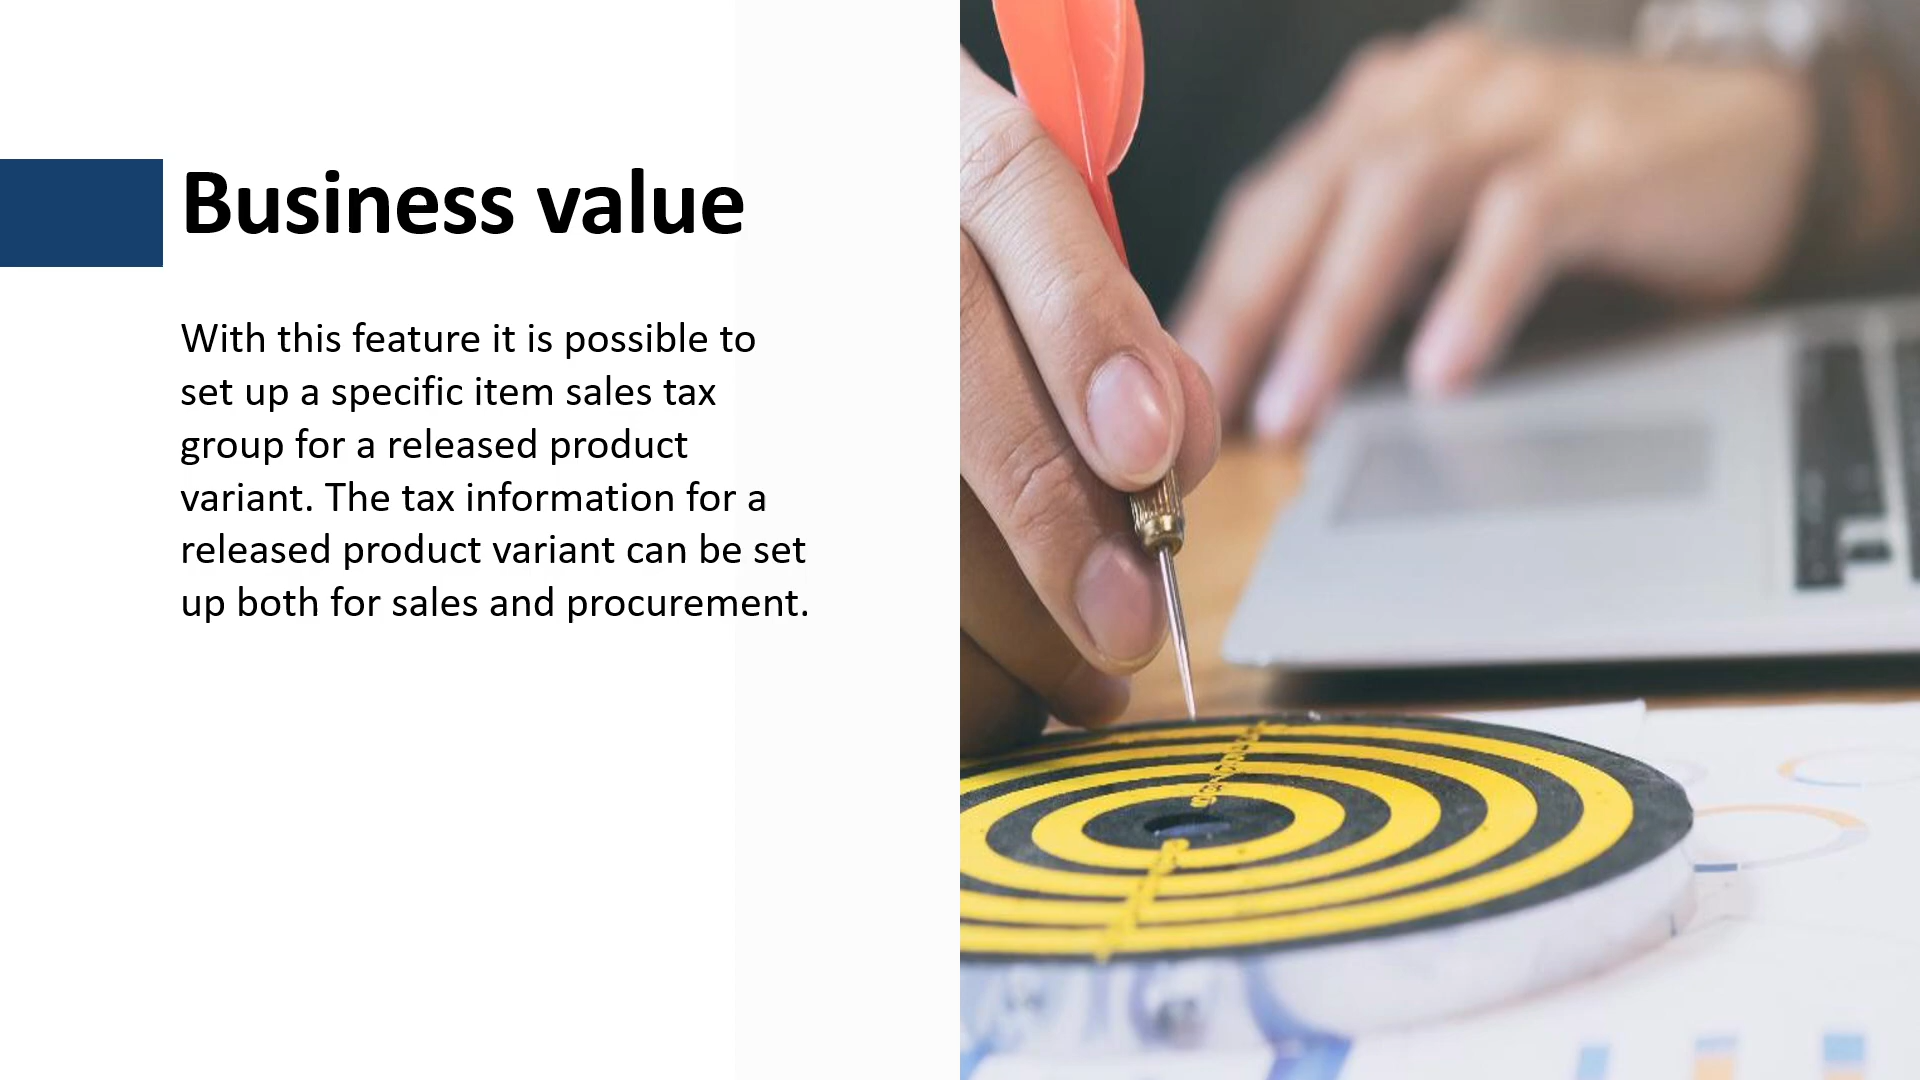 Business value
With this feature it is possible to
set up a specific item sales tax
group for a released product
variant. The tax information for a
released product variant can be set
up both for sales and procurement.